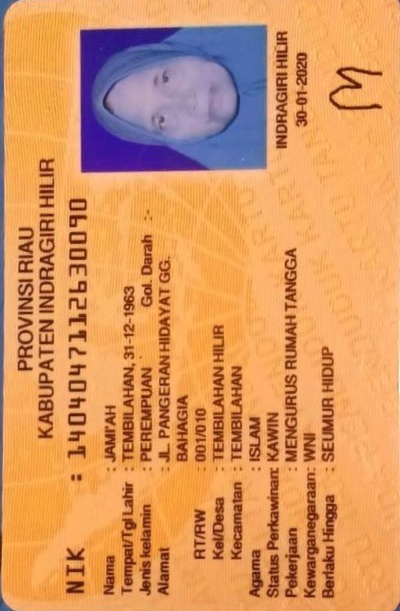 PROVINSI RIAU
KABUPATEN INDRAGIRI HILIR
NIK : 1404047112630090
Nama : JAMI'AH
Tempat/Tgl Lahir : TEMBILAHAN, 31-12-1963
Jenis kelamin : PEREMPUAN Gol. Darah :-
Alamat : JL. PANGERAN HIDAYAT GG.
BAHAGIA
RT/RW : 001/010
Kel/Desa : TEMBILAHAN HILIR
Kecamatan : TEMBILAHAN
Agama : ISLAM
Status Perkawinan: KAWIN
Pekerjaan : MENGURUS RUMAH TANGGA
Kewarganegaraan: WNI
Berlaku Hingga : SEUMUR HIDUP
INDRAGIRI HILIR
30-01-2020